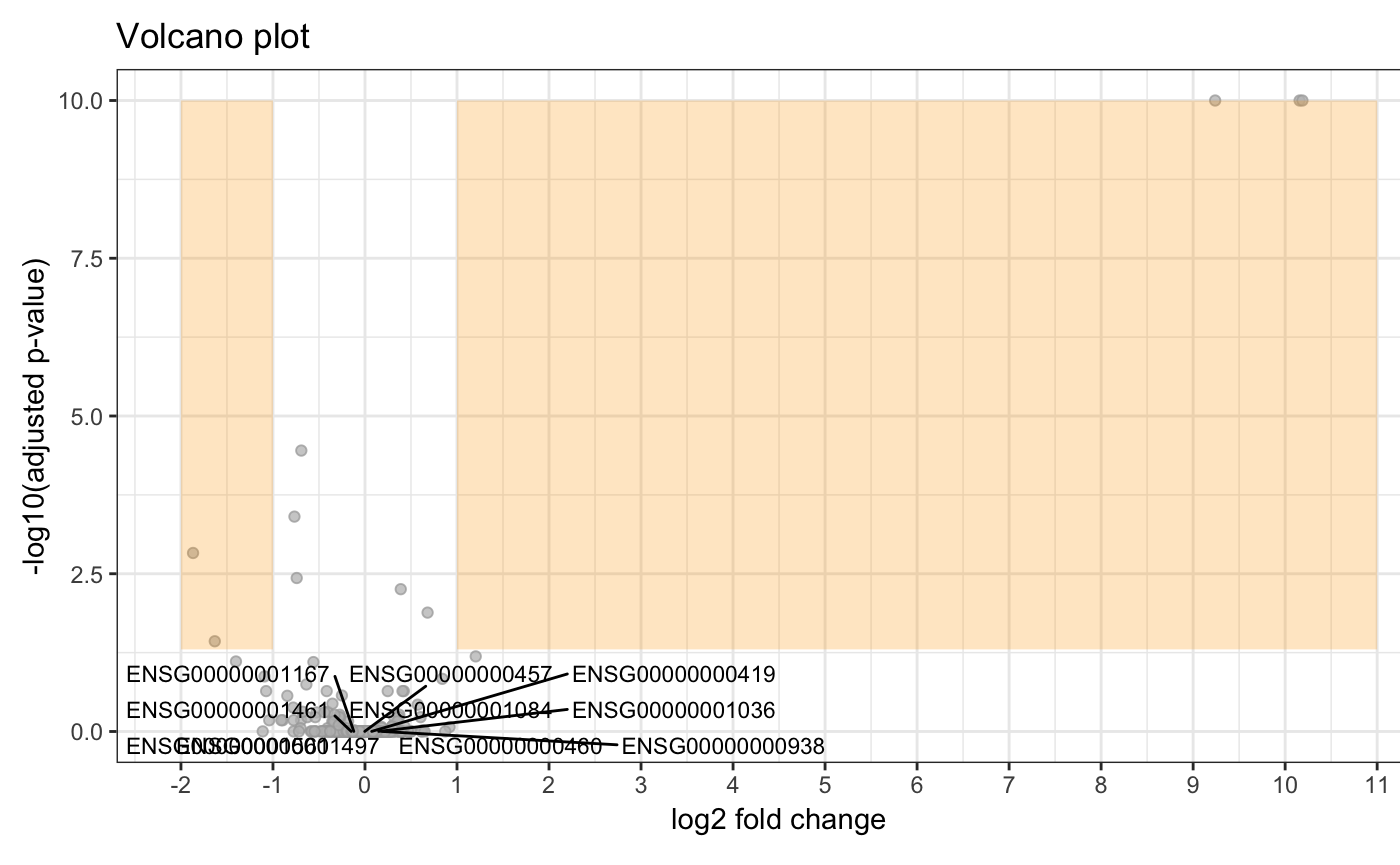 Volcano plot
-log10(adjusted p-value)
10.0
7.5
5.0
2.5
0.0
ENSG00000001167 ENSG00000000457 ENSG00000000419
ENSG00000001461 ENSG00000001084 ENSG00000001036
ENSG00000000460 ENSG00000000938
-2 -1 0 1 2 3 4 5 6 7 8 9 10 11
log2 fold change